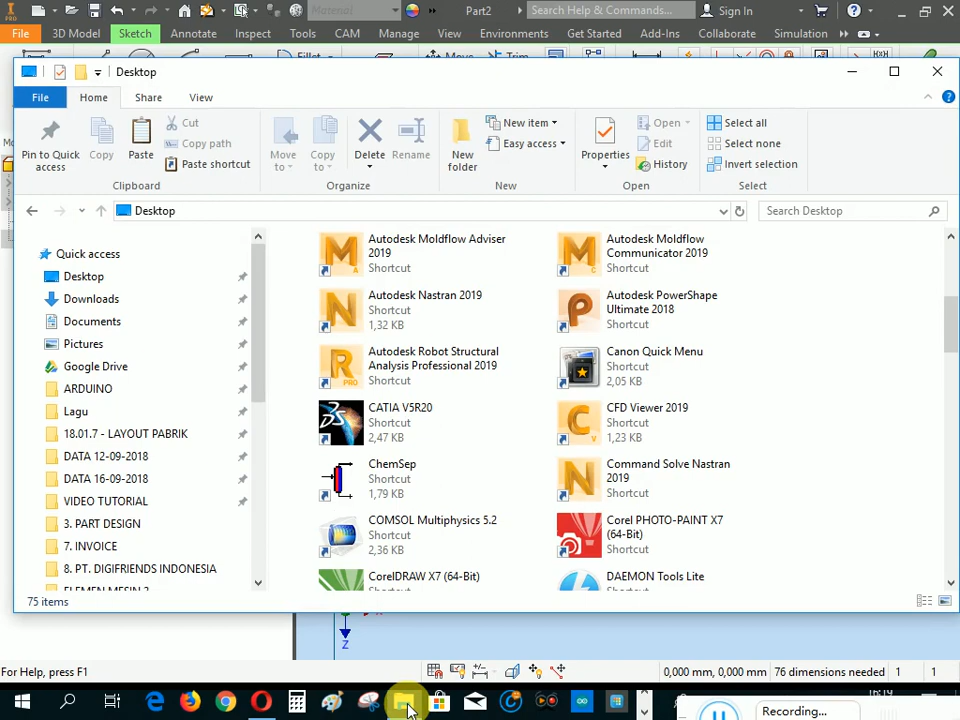 PRO
Material
Part2
Search Help & Commands...
Sign In
File
3D Model
Sketch
Annotate
Inspect
Tools
CAM
Manage
View
Environments
Get Started
Add-Ins
Collaborate
Simulation
Desktop
File
Home
Share
View
Pin to Quick
access
Copy
Paste
Cut
Copy path
Paste shortcut
Clipboard
Move
to
Copy
to
Delete
Rename
Organize
New
folder
New item
Easy access
New
Properties
Open
Edit
History
Open
Select all
Select none
Invert selection
Select
Desktop
Search Desktop
Quick access
Desktop
Downloads
Documents
Pictures
Google Drive
ARDUINO
Lagu
18.01.7 - LAYOUT PABRIK
DATA 12-09-2018
DATA 16-09-2018
VIDEO TUTORIAL
3. PART DESIGN
7. INVOICE
8. PT. DIGIFRIENDS INDONESIA
ELEMEN MESIN 2
Autodesk Moldflow Adviser
2019
Shortcut
Autodesk Moldflow
Communicator 2019
Shortcut
Autodesk Nastran 2019
Shortcut
1,32 KB
Autodesk PowerShape
Ultimate 2018
Shortcut
Autodesk Robot Structural
Analysis Professional 2019
Shortcut
Canon Quick Menu
Shortcut
2,05 KB
CATIA V5R20
Shortcut
2,47 KB
CFD Viewer 2019
Shortcut
1,23 KB
ChemSep
Shortcut
1,79 KB
Command Solve Nastran
2019
Shortcut
COMSOL Multiphysics 5.2
Shortcut
2,36 KB
Corel PHOTO-PAINT X7
(64-Bit)
Shortcut
CorelDRAW X7 (64-Bit)
DAEMON Tools Lite
Shortcut
75 items
Z
For Help, press F1
0,000 mm, 0,000 mm
76 dimensions needed
1
1
16:19
Recording...